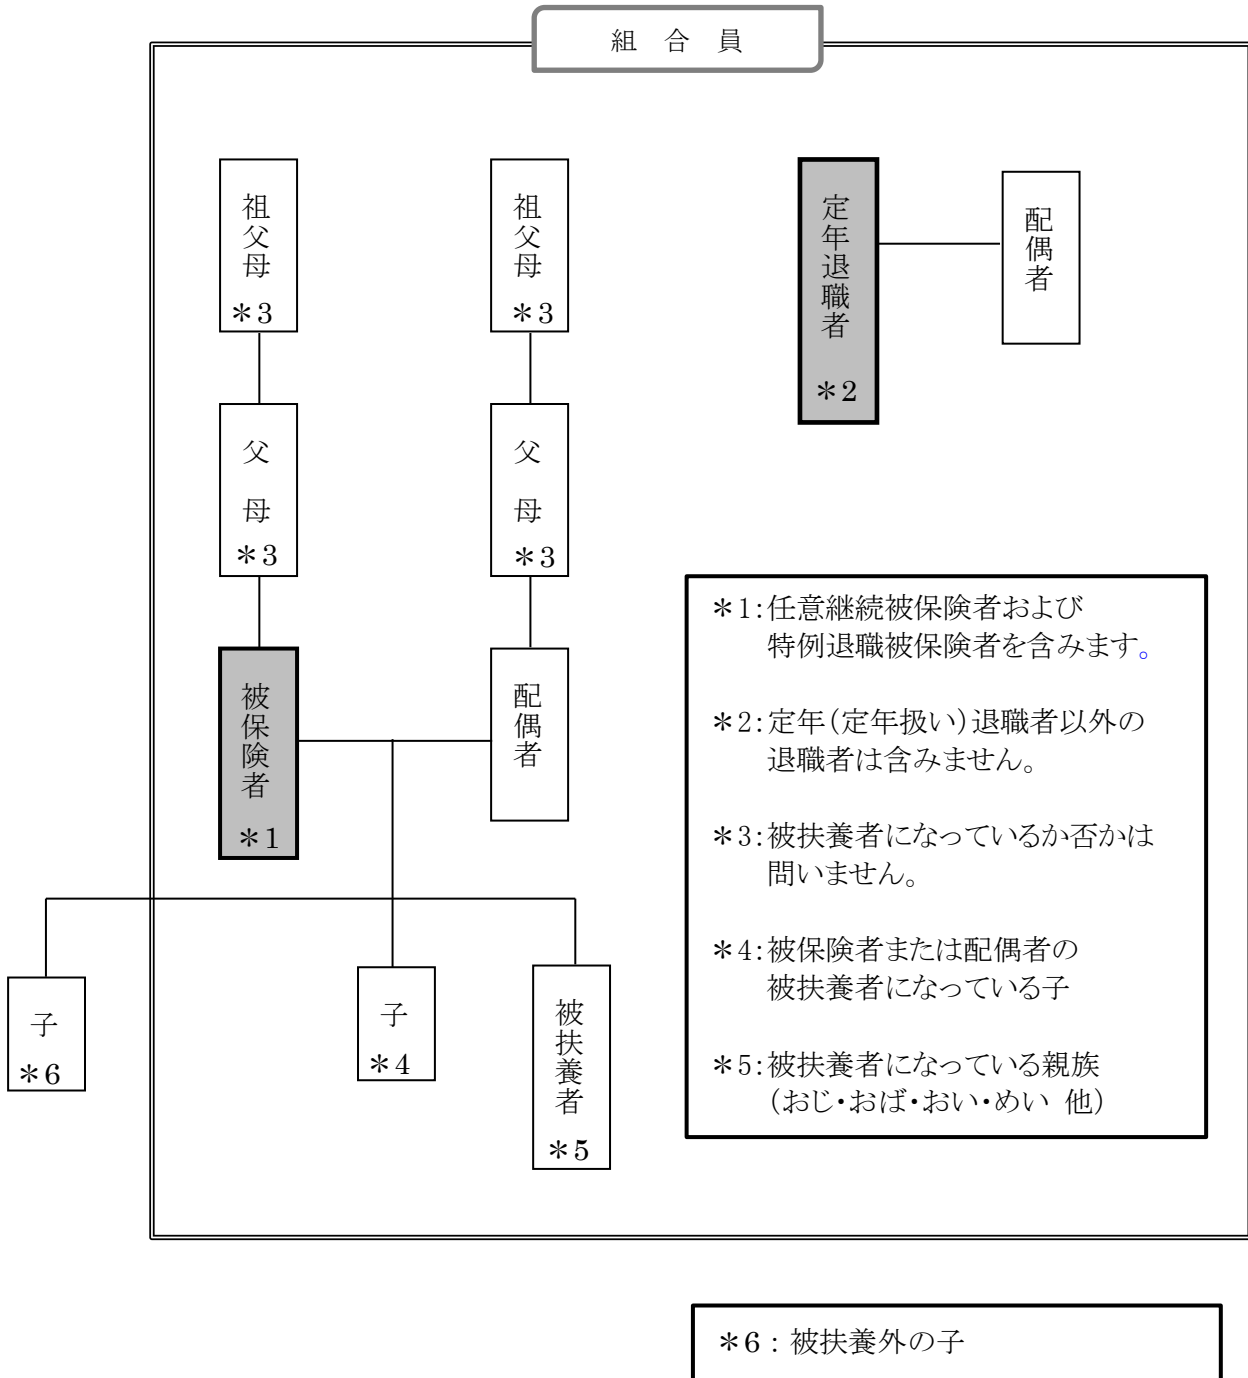 組 合 員
祖父母
＊3
祖父母
＊3
定年退職者
＊2
配偶者
父
母
＊3
父
母
＊3
被保険者
＊1
配偶者
子
＊6
子
＊4
被扶養者
＊5
＊1：任意継続被保険者および
特例退職被保険者を含みます。
＊2：定年（定年扱い）退職者以外の
退職者は含みません。
＊3：被扶養者になっているか否かは
問いません。
＊4：被保険者または配偶者の
被扶養者になっている子
＊5：被扶養者になっている親族
（おじ・おば・おい・めい 他）
＊6：被扶養外の子